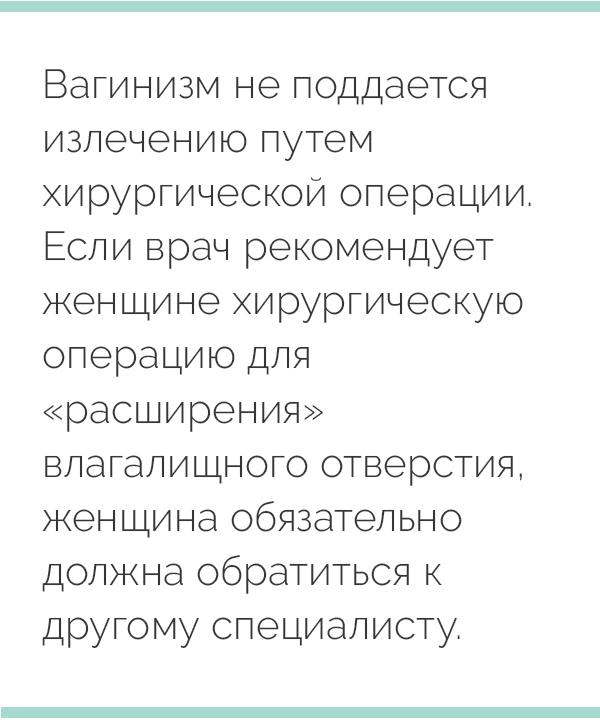 Вагинизм не поддается
излечению путем
хирургической операции.
Если врач рекомендует
женщине хирургическую
операцию для
«расширения»
влагалищного отверстия,
женщина обязательно
должна обратиться к
другому специалисту.